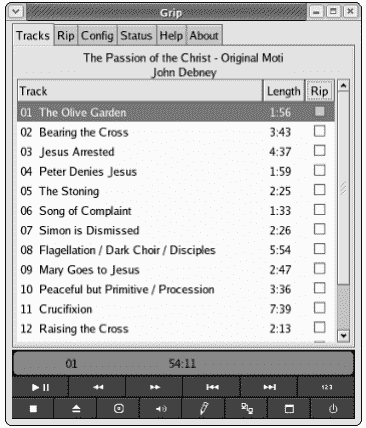 Grip
Tracks Rip Config Status Help About
The Passion of the Christ - Original Moti
John Debney
Track Length Rip
01 The Olive Garden 1:56
02 Bearing the Cross 3:43
03 Jesus Arrested 4:37
04 Peter Denies Jesus 1:59
05 The Stoning 2:25
06 Song of Complaint 1:33
07 Simon is Dismissed 2:26
08 Flagellation / Dark Choir / Disciples 5:54
09 Mary Goes to Jesus 2:47
10 Peaceful but Primitive / Procession 3:36
11 Crucifixion 7:39
12 Raising the Cross 2:13
01 54:11
123